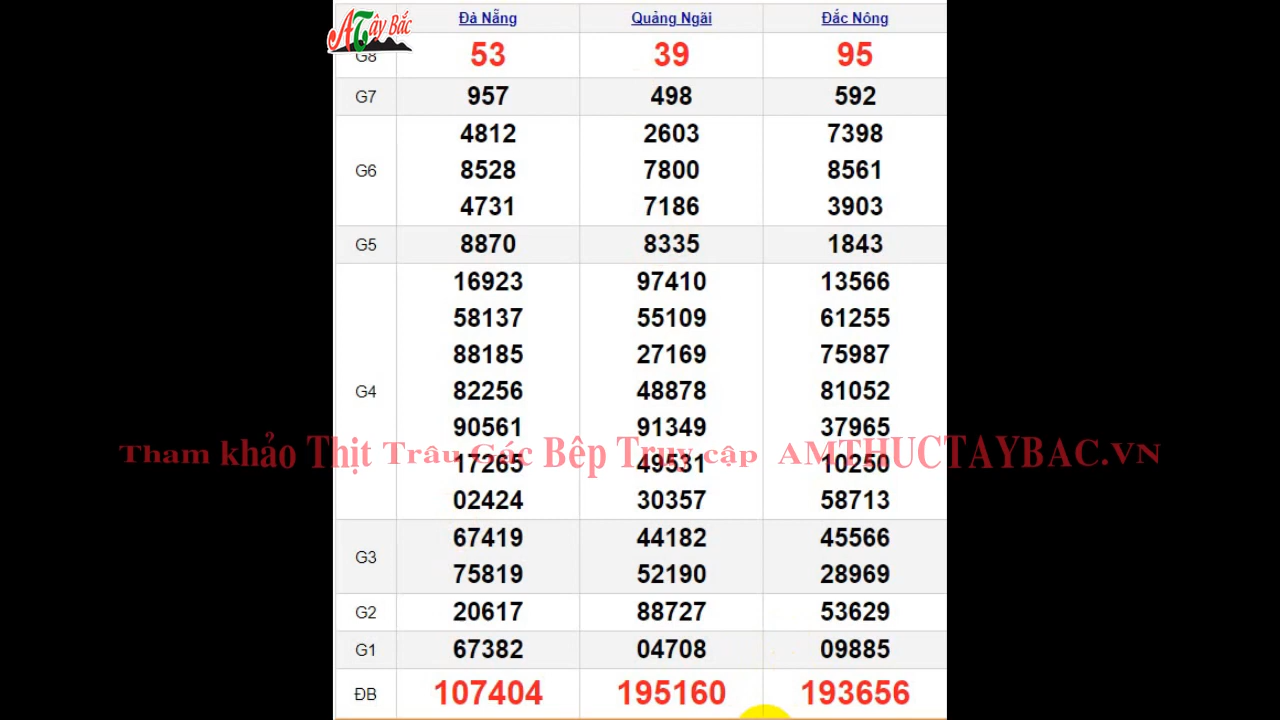 ATây Bắc
Đà Nẵng Quảng Ngãi Đắc Nông
G8 53 39 95
G7 957 498 592
4812 2603 7398
G6 8528 7800 8561
4731 7186 3903
G5 8870 8335 1843
16923 97410 13566
58137 55109 61255
88185 27169 75987
G4 82256 48878 81052
90561 91349 37965
Tham khảo Thịt Trâu Gác Bếp Truy cập AMTHUCTAYBAC.VN
17265 49531 10250
02424 30357 58713
67419 44182 45566
G3
75819 52190 28969
G2 20617 88727 53629
G1 67382 04708 09885
ĐB 107404 195160 193656